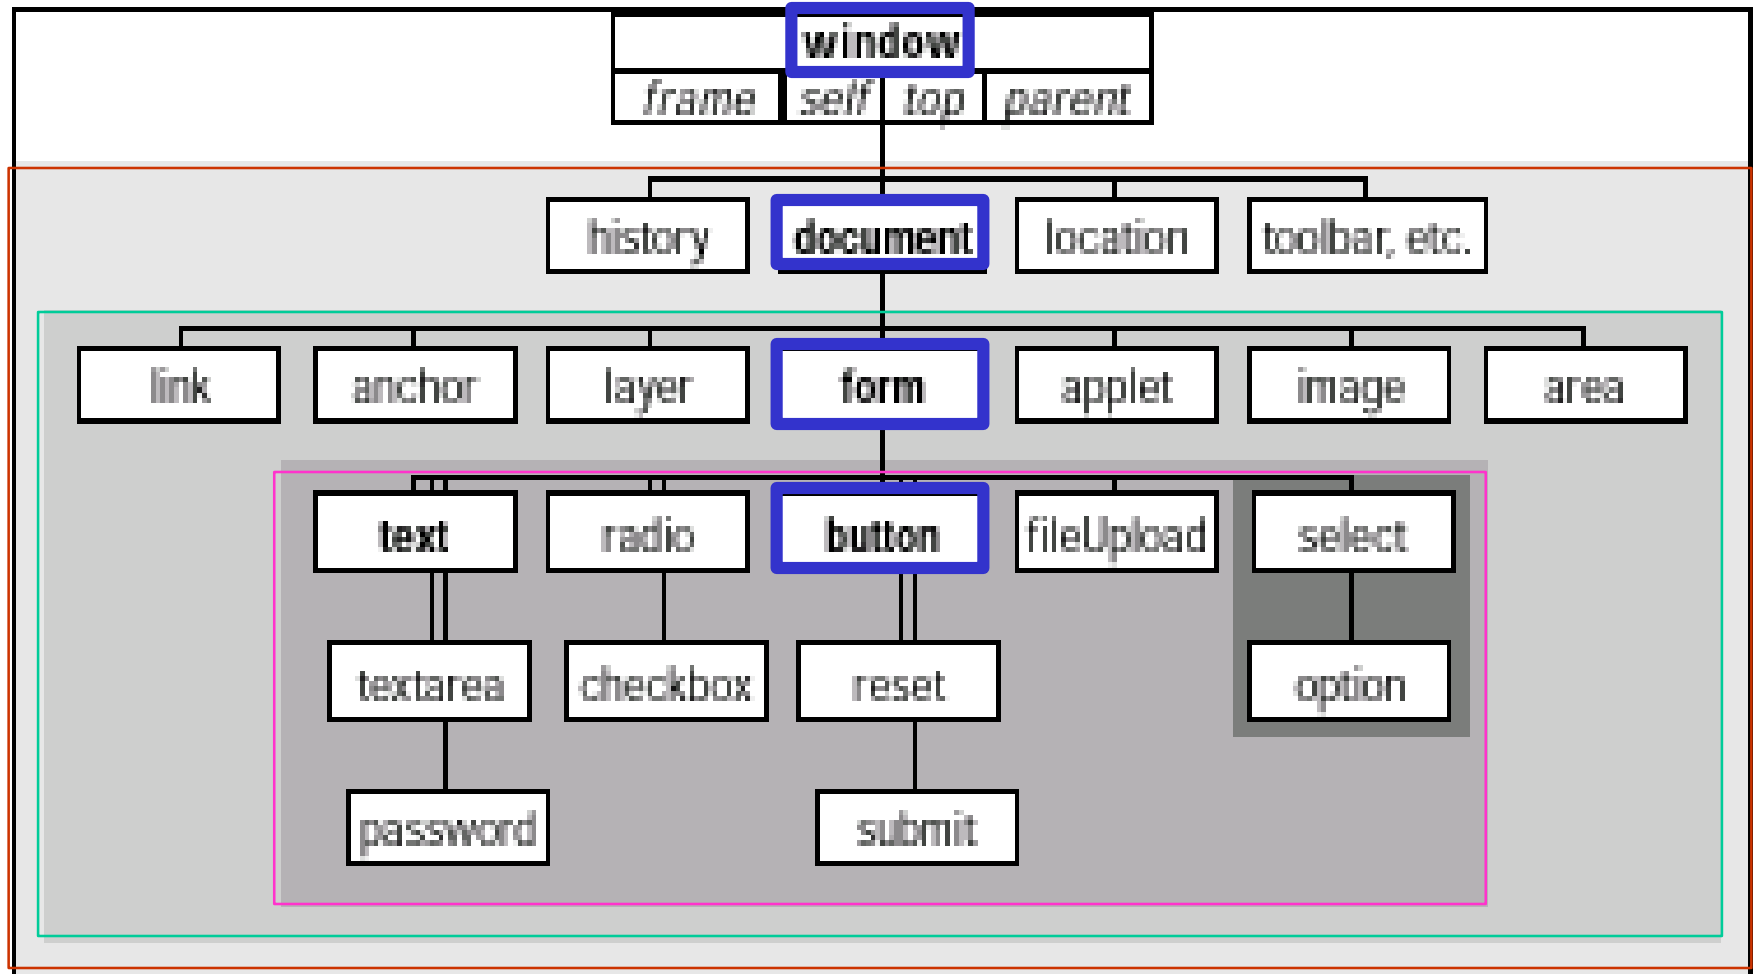 window
frame self top parent
history document location toolbar, etc.
link anchor layer form applet image area
text radio button fileUpload select
textarea checkbox reset option
password submit